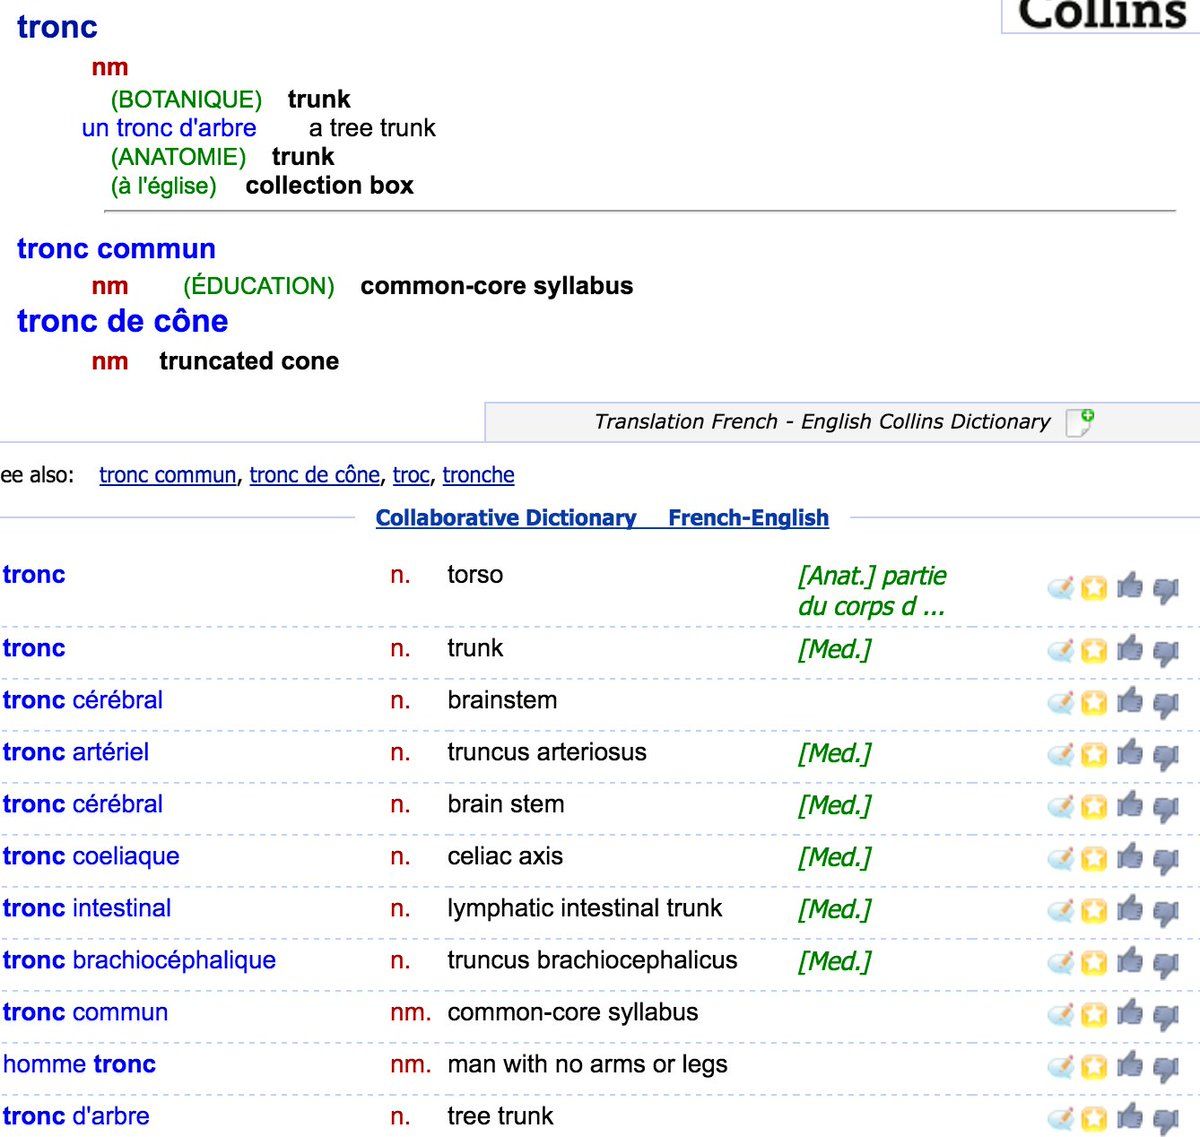 Collins
tronc
nm
(BOTANIQUE) trunk
un tronc d'arbre a tree trunk
(ANATOMIE) trunk
(à l'église) collection box
tronc commun
nm (ÉDUCATION) common-core syllabus
tronc de cône
nm truncated cone
Translation French - English Collins Dictionary
ee also: tronc commun, tronc de cône, troc, tronche
Collaborative Dictionary French-English
tronc n. torso [Anat.] partie
du corps d ...
tronc n. trunk [Med.]
tronc cérébral n. brainstem
tronc artériel n. truncus arteriosus [Med.]
tronc cérébral n. brain stem [Med.]
tronc coeliaque n. celiac axis [Med.]
tronc intestinal n. lymphatic intestinal trunk [Med.]
tronc brachiocéphalique n. truncus brachiocephalicus [Med.]
tronc commun nm. common-core syllabus
homme tronc nm. man with no arms or legs
tronc d'arbre n. tree trunk